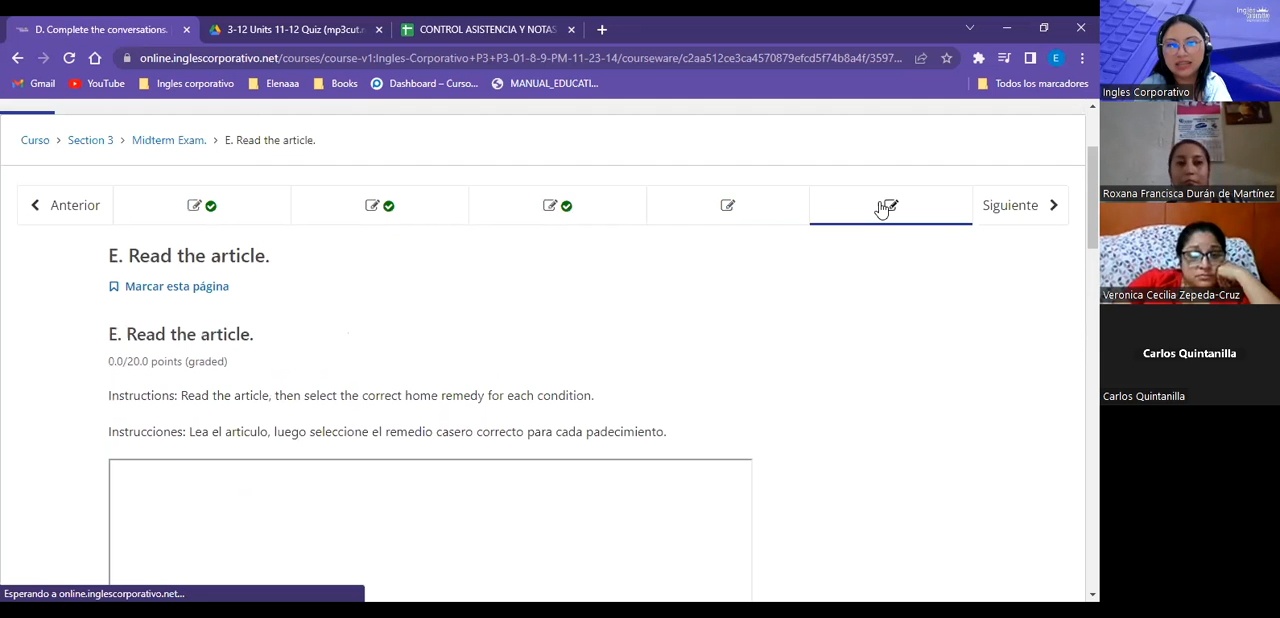 D. Complete the conversations.
3-12 Units 11-12 Quiz (mp3cut.
CONTROL ASISTENCIA Y NOTAS
online.inglescorporativo.net/courses/course-v1:Ingles-Corporativo+P3+P3-01-8-9-PM-11-23-14/courseware/c2aa512ce3ca4570879efcd5f74b8a4f/3597...
E
Gmail
YouTube
Ingles corporativo
Elenaaa
Books
Dashboard – Curso...
MANUAL_EDUCATI...
Todos los marcadores
Curso > Section 3 > Midterm Exam. > E. Read the article.
Anterior
Siguiente
E. Read the article.
Marcar esta página
E. Read the article.
0.0/20.0 points (graded)
Instructions: Read the article, then select the correct home remedy for each condition.
Instrucciones: Lea el articulo, luego seleccione el remedio casero correcto para cada padecimiento.
Esperando a online.inglescorporativo.net...
Ingles Corporativo
Roxana Francisca Durán de Martínez
Veronica Cecilia Zepeda-Cruz
Carlos Quintanilla
Carlos Quintanilla